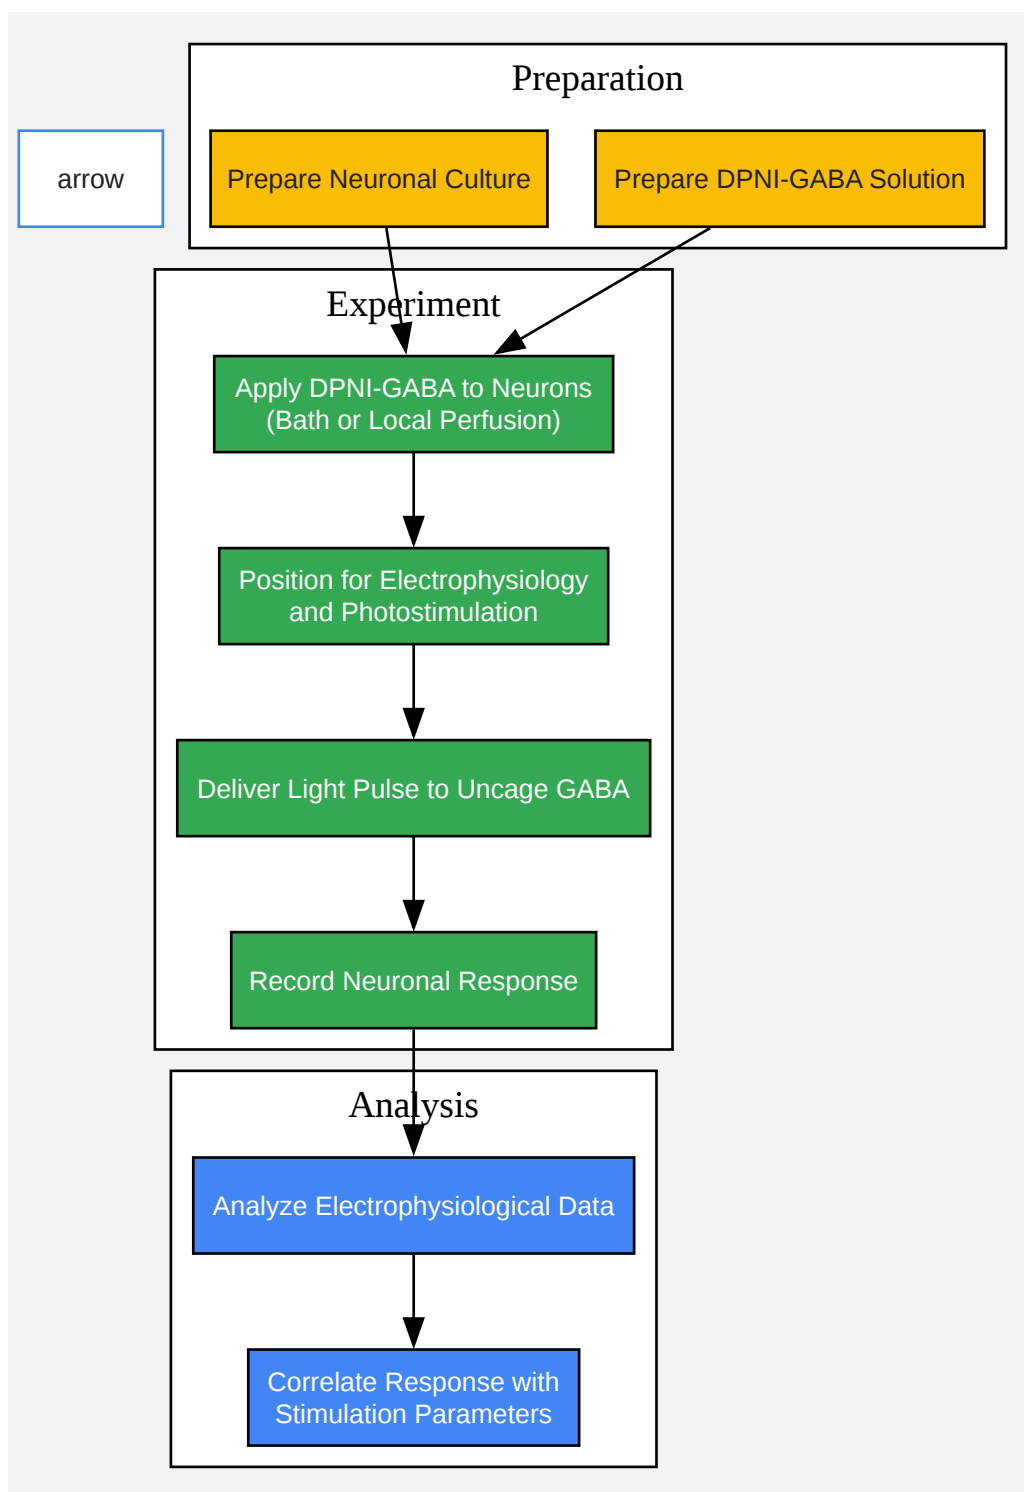 Preparation
arrow
Prepare Neuronal Culture
Prepare DPNI-GABA Solution
Experiment
Apply DPNI-GABA to Neurons
(Bath or Local Perfusion)
Position for Electrophysiology
and Photostimulation
Deliver Light Pulse to Uncage GABA
Record Neuronal Response
Analysis
Analyze Electrophysiological Data
Correlate Response with
Stimulation Parameters